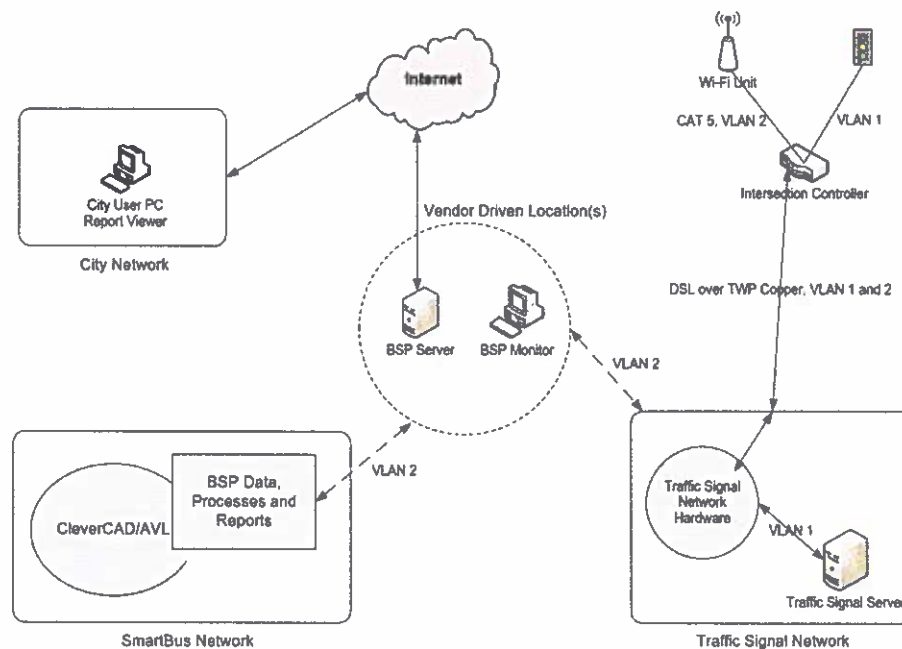 Internet
Wi-Fi Unit
CAT 5, VLAN 2
VLAN 1
Intersection Controller
City User PC
Report Viewer
City Network
Vendor Driven Location(s)
DSL over TWP Copper, VLAN 1 and 2
BSP Server
BSP Monitor
VLAN 2
VLAN 2
BSP Data,
Processes and
Reports
CleverCAD/AVL
SmartBus Network
Traffic Signal
Network
Hardware
VLAN 1
Traffic Signal Server
Traffic Signal Network